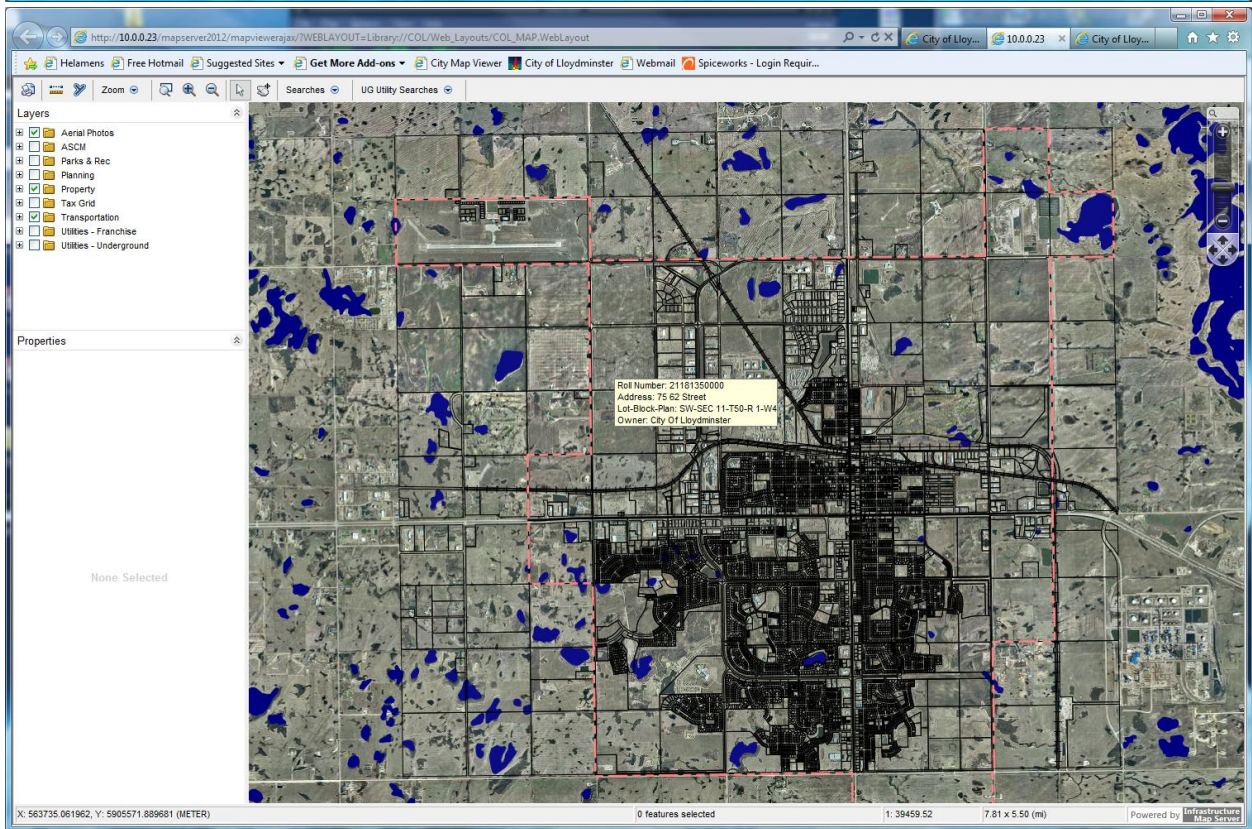 http://10.0.0.23/mapserver2012/mapviewerajax/?WEBLAYOUT=Library://COL/Web_Layouts/COL_MAP.WebLayout
City of Lloy...
10.0.0.23
City of Lloy...
Helamens
Free Hotmail
Suggested Sites
Get More Add-ons
City Map Viewer
City of Lloydminster
Webmail
Spiceworks - Login Requir...
Zoom
Searches
UG Utility Searches
Layers
Aerial Photos
ASCM
Parks & Rec
Planning
Property
Tax Grid
Transportation
Utilities - Franchise
Utilities - Underground
Properties
None Selected
Roll Number: 21181350000
Address: 75 62 Street
Lot-Block-Plan: SW-SEC 11-T50-R 1-W4
Owner: City Of Lloydminster
X: 563735.061962, Y: 5905571.889681 (METER)
0 features selected
1: 39459.52
7.81 x 5.50 (mi)
Powered by Infrastructure Map Server